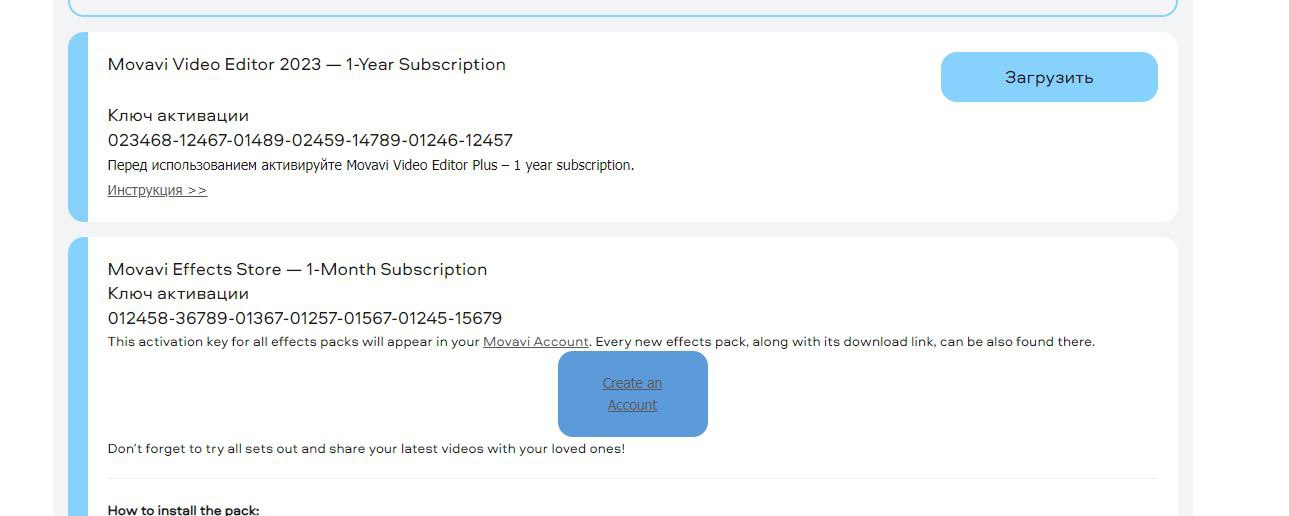 Movavi Video Editor 2023 — 1-Year Subscription
Загрузить
Ключ активации
023468-12467-01489-02459-14789-01246-12457
Перед использованием активируйте Movavi Video Editor Plus – 1 year subscription.
Инструкция >>
Movavi Effects Store — 1-Month Subscription
Ключ активации
012458-36789-01367-01257-01567-01245-15679
This activation key for all effects packs will appear in your Movavi Account. Every new effects pack, along with its download link, can be also found there.
Create an
Account
Don't forget to try all sets out and share your latest videos with your loved ones!
How to install the pack: